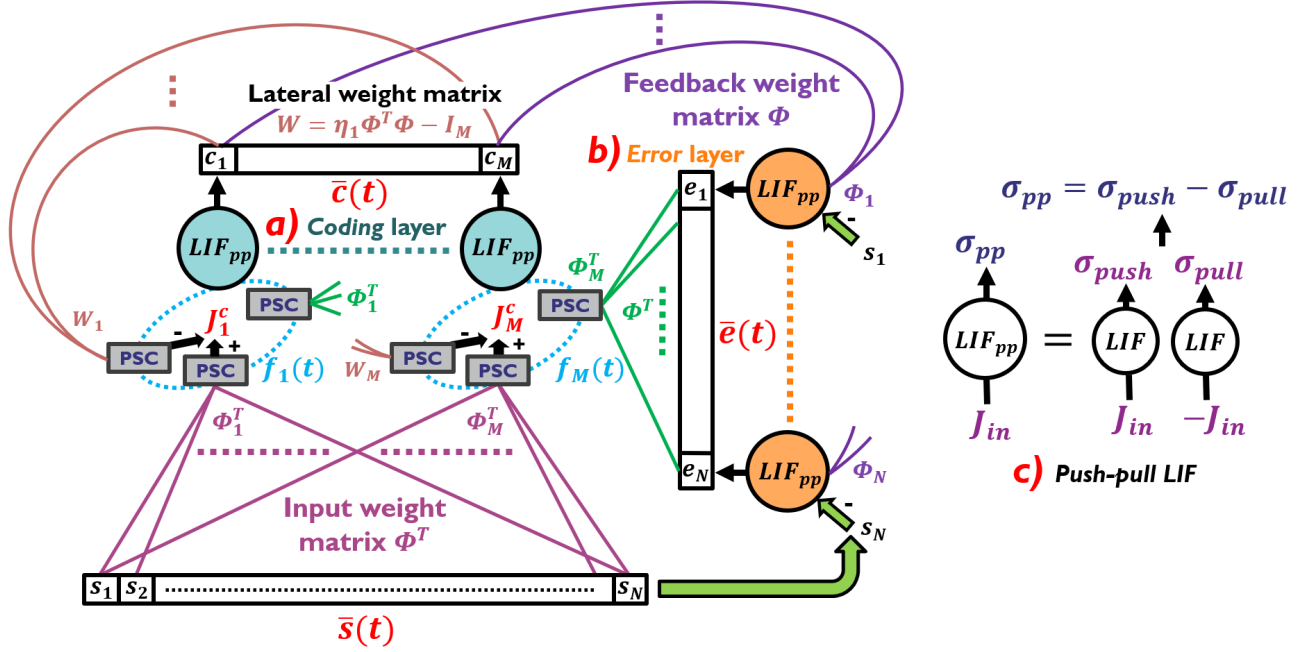 Lateral weight matrix
W = η₁ΦᵀΦ − I_M
Feedback weight
matrix Φ
c₁
c_M
c̄(t)
a) Coding layer
LIF_pp
LIF_pp
b) Error layer
e₁
LIF_pp
Φ₁
-
s₁
PSC
Φ₁ᵀ
PSC
Φ_Mᵀ
Φᵀ
ē(t)
W₁
PSC
-
J₁ᶜ
+
PSC
f₁(t)
W_M
PSC
-
J_Mᶜ
+
PSC
f_M(t)
Φ₁ᵀ
Φ_Mᵀ
e_N
LIF_pp
Φ_N
-
s_N
Input weight
matrix Φᵀ
s₁
s₂
s_N
s̄(t)
σ_pp = σ_push − σ_pull
σ_pp
σ_push
σ_pull
LIF_pp
=
LIF
LIF
J_in
J_in
−J_in
c) Push-pull LIF